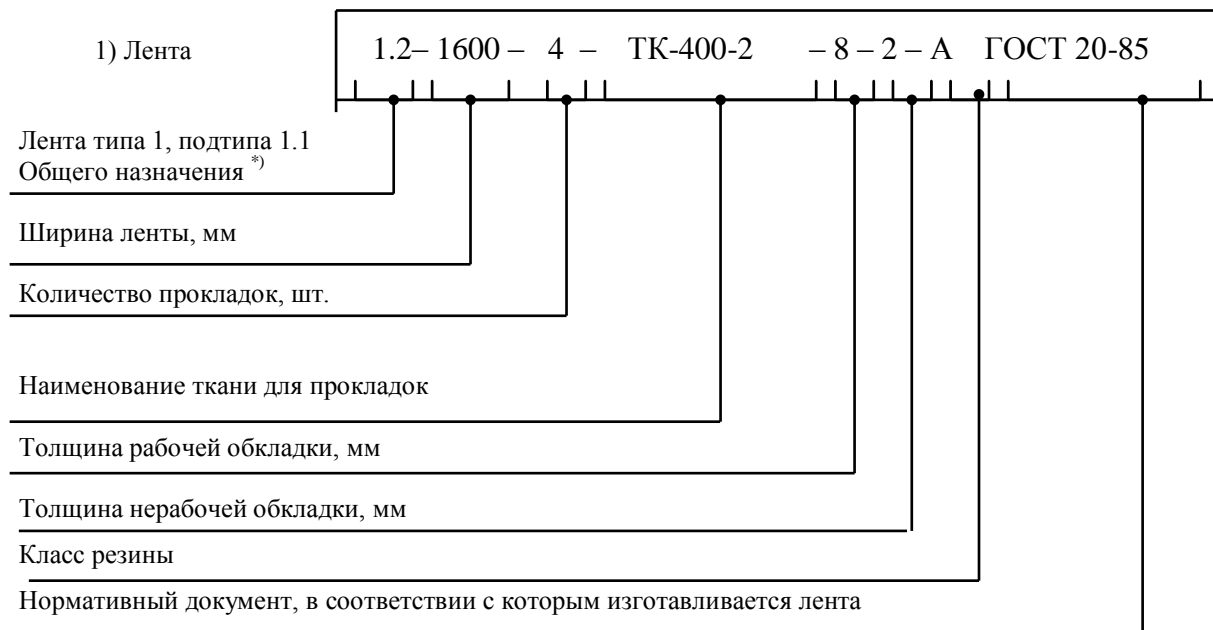 1) Лента 1.2– 1600 – 4 – ТК-400-2 – 8 – 2 – А ГОСТ 20-85
Лента типа 1, подтипа 1.1
Общего назначения *)
Ширина ленты, мм
Количество прокладок, шт.
Наименование ткани для прокладок
Толщина рабочей обкладки, мм
Толщина нерабочей обкладки, мм
Класс резины
Нормативный документ, в соответствии с которым изготавливается лента